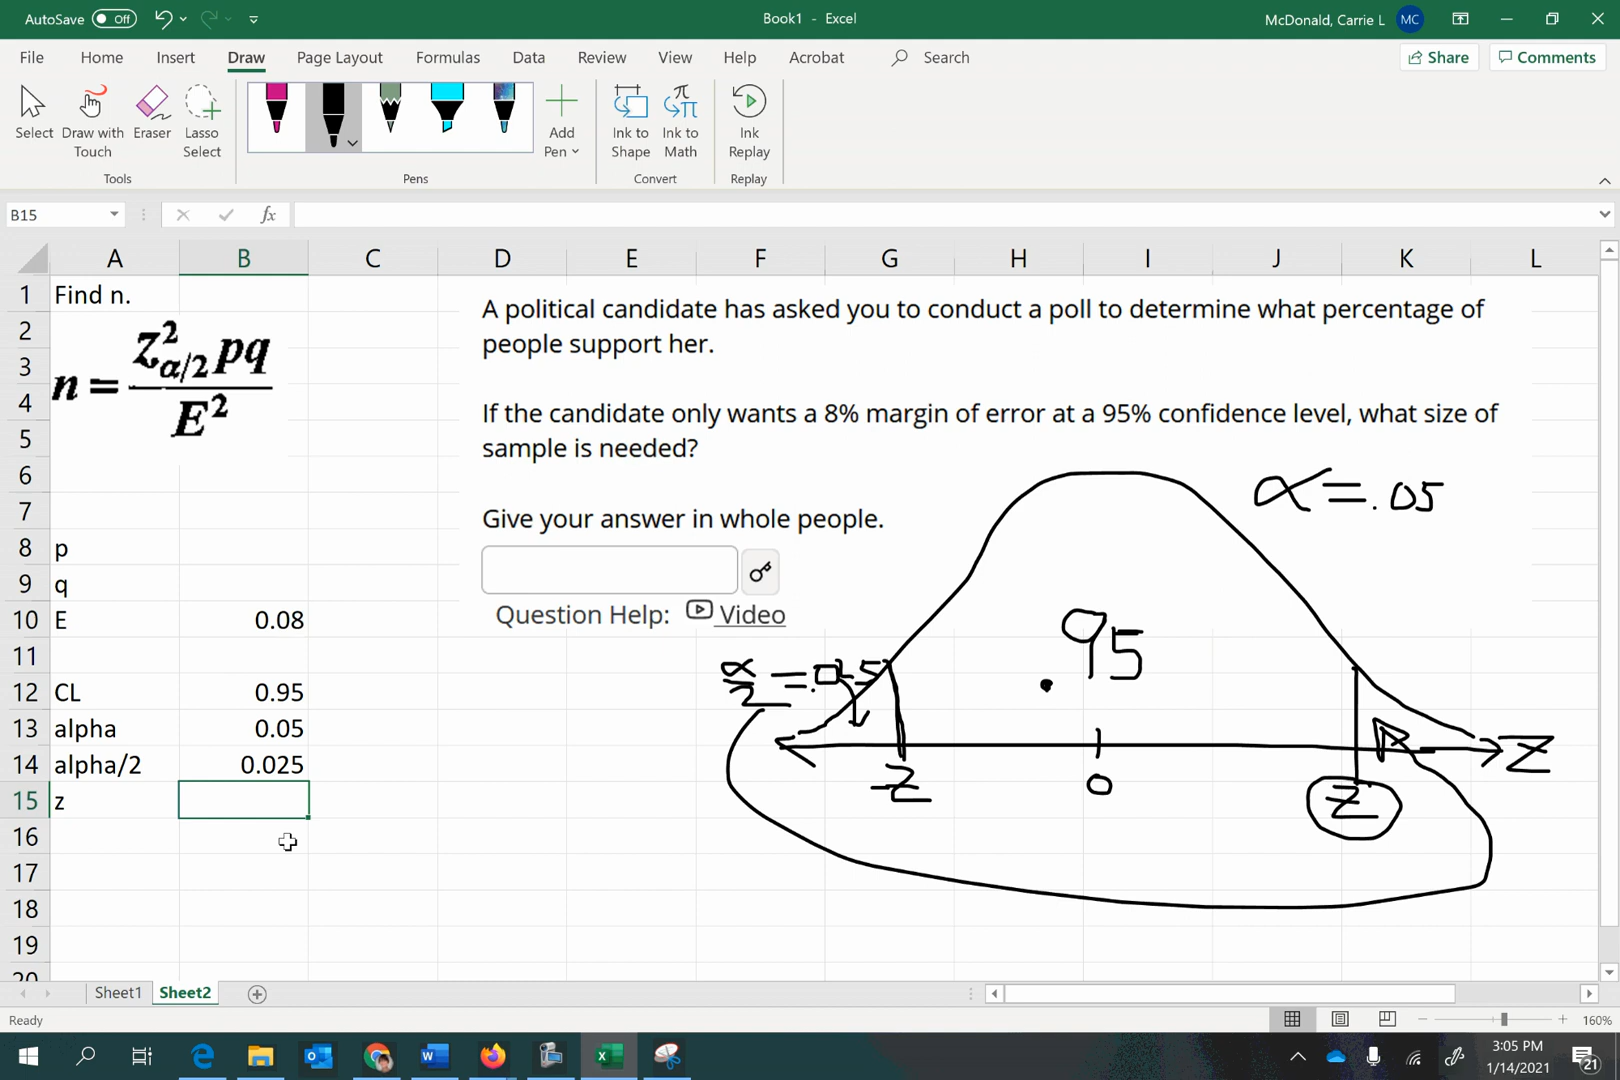 AutoSave Off
Book1 - Excel
McDonald, Carrie L MC
File Home Insert Draw Page Layout Formulas Data Review View Help Acrobat Search Share Comments
Select
Draw with Touch
Eraser
Lasso Select
Add Pen
Ink to Shape
Ink to Math
Ink Replay
Tools
Pens
Convert
Replay
B15 fx
A B C D E F G H I J K L
1 Find n.
2
3
4
5
n = z²α/2 pq / E²
6
7
8 p
9 q
10 E 0.08
11
12 CL 0.95
13 alpha 0.05
14 alpha/2 0.025
15 z
16
17
18
19
20
A political candidate has asked you to conduct a poll to determine what percentage of
people support her.
If the candidate only wants a 8% margin of error at a 95% confidence level, what size of
sample is needed?
Give your answer in whole people.
Question Help: Video
α = .05
.95
α/2 =
-Z 0 Z Z
Sheet1 Sheet2
Ready
160%
3:05 PM
1/14/2021
21